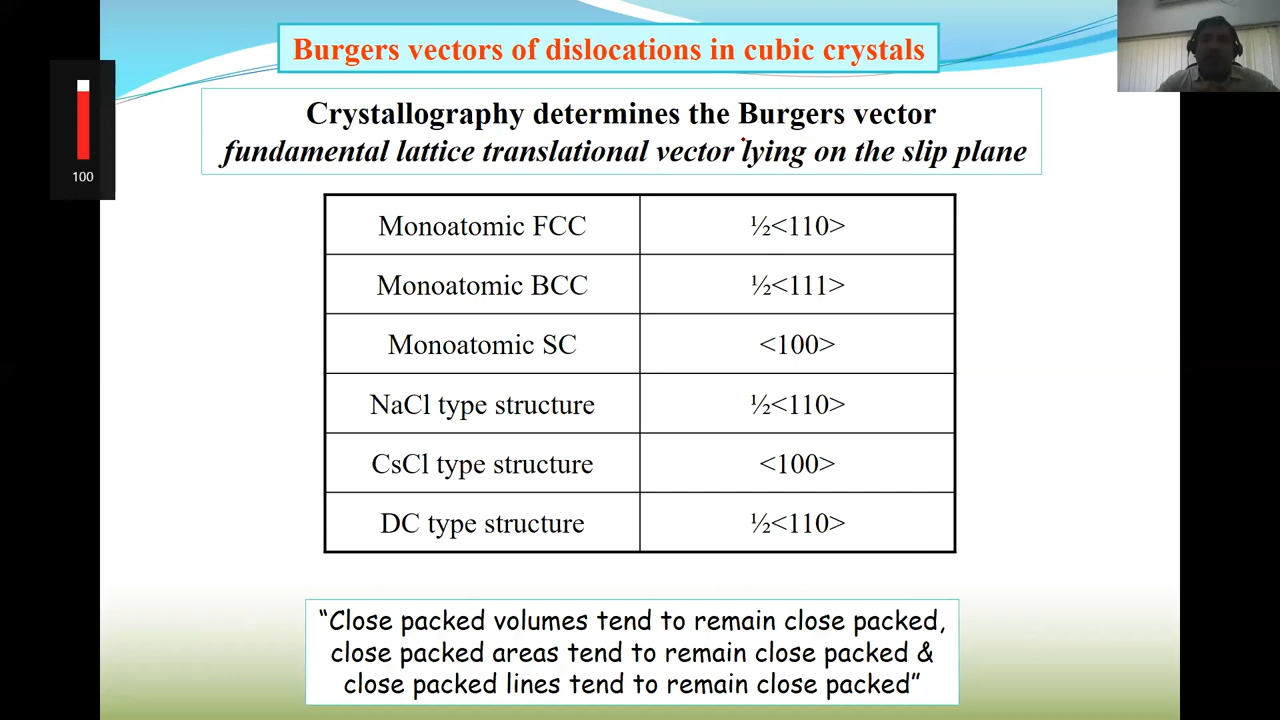 Burgers vectors of dislocations in cubic crystals
Crystallography determines the Burgers vector
fundamental lattice translational vector lying on the slip plane
100
Monoatomic FCC ½<110>
Monoatomic BCC ½<111>
Monoatomic SC <100>
NaCl type structure ½<110>
CsCl type structure <100>
DC type structure ½<110>
“Close packed volumes tend to remain close packed,
close packed areas tend to remain close packed &
close packed lines tend to remain close packed”